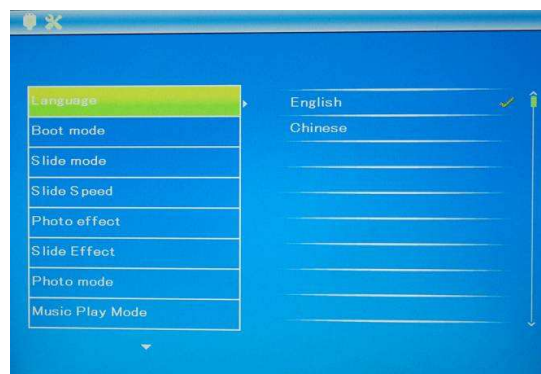 Language
English
Boot mode
Chinese
Slide mode
Slide Speed
Photo effect
Slide Effect
Photo mode
Music Play Mode